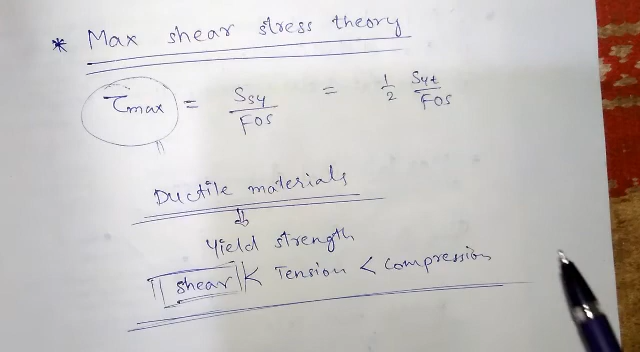 * Max shear stress theory
τmax = Ssy/FOS = 1/2 Syt/FOS
Ductile materials
⇓
Yield strength
shear < Tension < compression